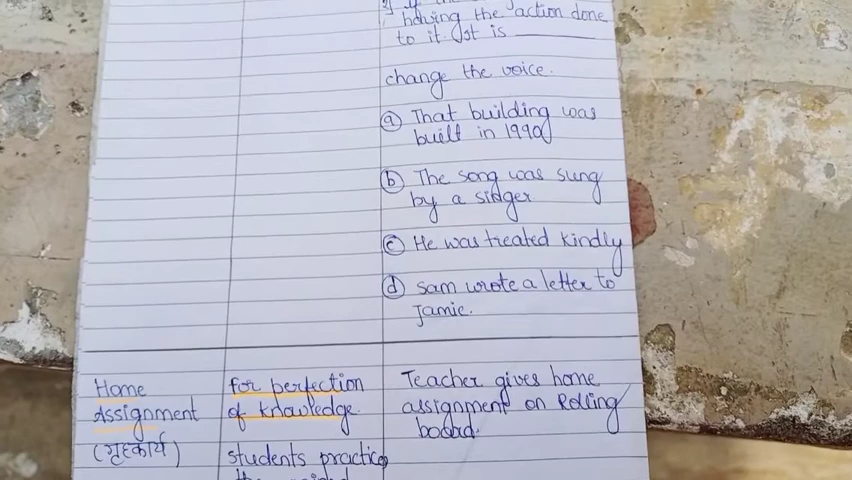 having the action done
to it It is ______
change the voice.
(a) That building was
built in 1990
(b) The song was sung
by a singer
(c) He was treated kindly
(d) Sam wrote a letter to
Jamie.
Home
Assignment
(गृहकार्य)
for perfection
of knowledge.
students practice
Teacher gives home
assignment on Rolling
booad.